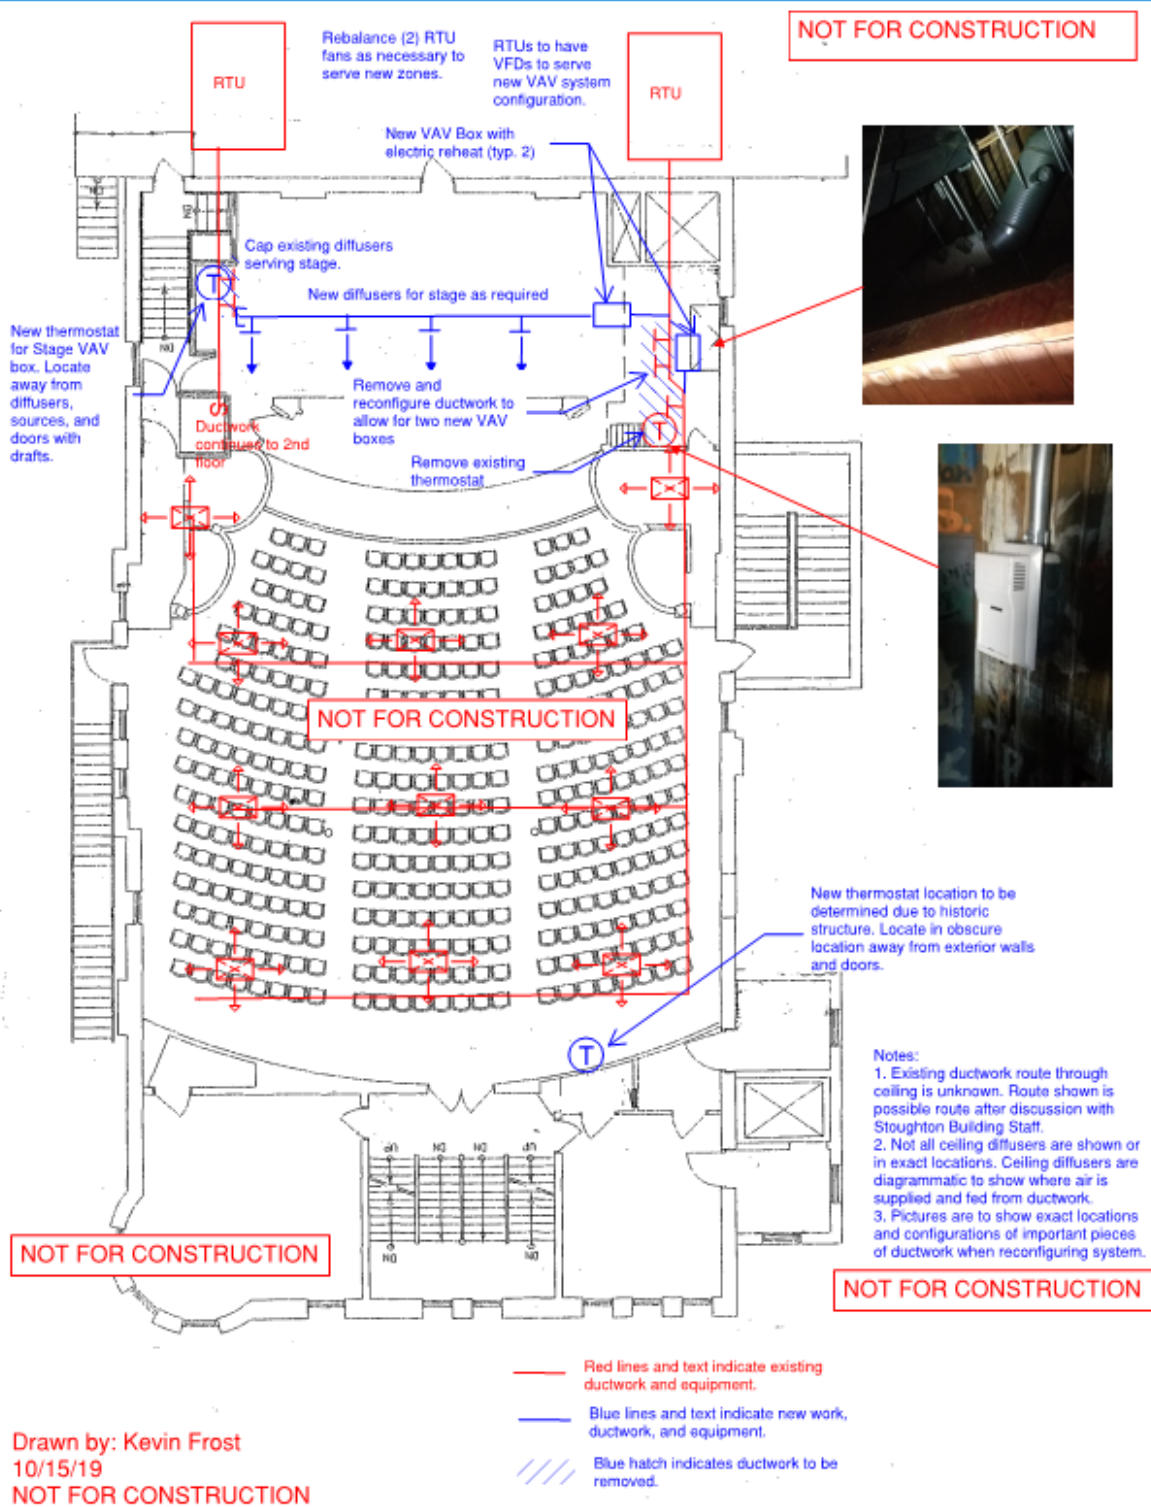 NOT FOR CONSTRUCTION
RTU
Rebalance (2) RTU
fans as necessary to
serve new zones.
RTUs to have
VFDs to serve
new VAV system
configuration.
RTU
New VAV Box with
electric reheat (typ. 2)
DN
Cap existing diffusers
serving stage.
T
New diffusers for stage as required
New thermostat
for Stage VAV
box. Locate
away from
diffusers,
sources, and
doors with
drafts.
DN
Remove and
reconfigure ductwork to
allow for two new VAV
boxes
S
Ductwork
continues to 2nd
floor
T
Remove existing
thermostat
NOT FOR CONSTRUCTION
New thermostat location to be
determined due to historic
structure. Locate in obscure
location away from exterior walls
and doors.
T
Notes:
1. Existing ductwork route through
ceiling is unknown. Route shown is
possible route after discussion with
Stoughton Building Staff.
2. Not all ceiling diffusers are shown or
in exact locations. Ceiling diffusers are
diagrammatic to show where air is
supplied and fed from ductwork.
3. Pictures are to show exact locations
and configurations of important pieces
of ductwork when reconfiguring system.
UP DN DN UP
DN DN
NOT FOR CONSTRUCTION
NOT FOR CONSTRUCTION
Red lines and text indicate existing
ductwork and equipment.
Blue lines and text indicate new work,
ductwork, and equipment.
Blue hatch indicates ductwork to be
removed.
Drawn by: Kevin Frost
10/15/19
NOT FOR CONSTRUCTION